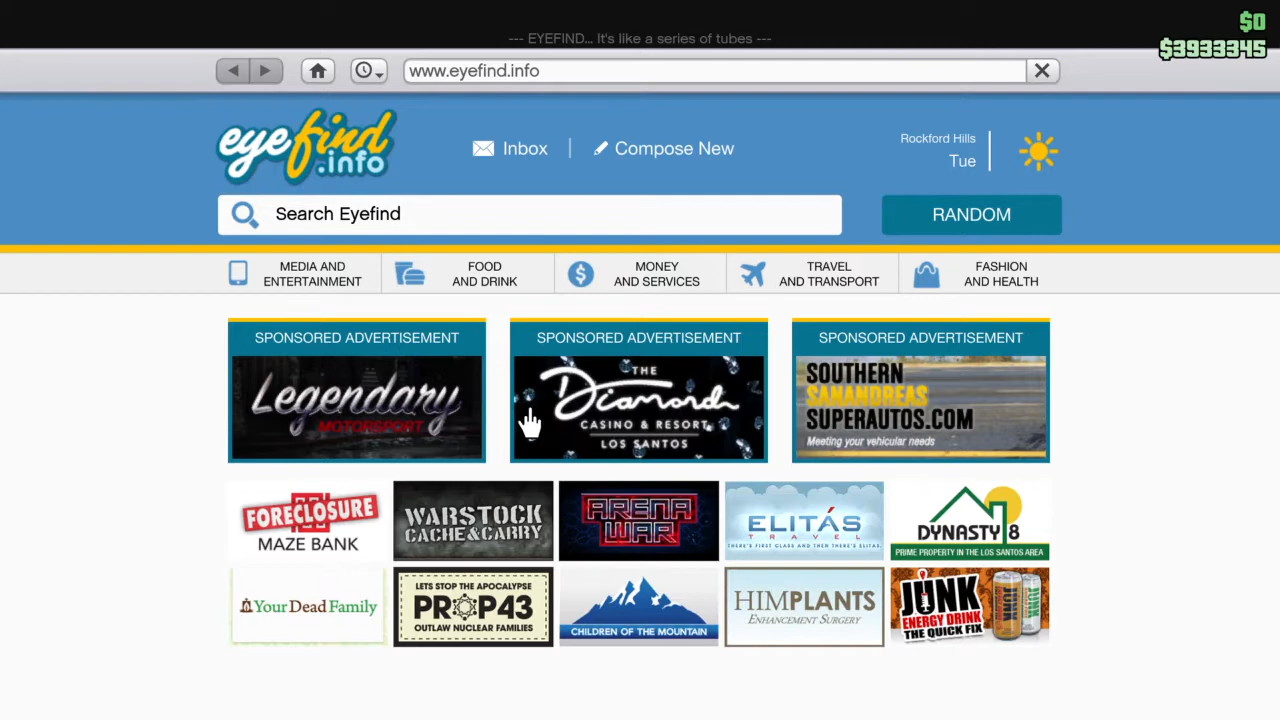 $0
--- EYEFIND... It's like a series of tubes ---
$3933345
www.eyefind.info
eyefind
.info
Inbox
Compose New
Rockford Hills
Tue
Search Eyefind
RANDOM
MEDIA AND
ENTERTAINMENT
FOOD
AND DRINK
MONEY
AND SERVICES
TRAVEL
AND TRANSPORT
FASHION
AND HEALTH
SPONSORED ADVERTISEMENT
Legendary
MOTORSPORT
SPONSORED ADVERTISEMENT
THE
Diamond
CASINO & RESORT
LOS SANTOS
SPONSORED ADVERTISEMENT
SOUTHERN
SANANDREAS
SUPERAUTOS.COM
Meeting your vehicular needs
FORECLOSURE
MAZE BANK
WARSTOCK
CACHE&CARRY
ARENA
WAR
ELITÁS
TRAVEL
THERE'S FIRST CLASS AND THEN THERE'S ELITAS.
DYNASTY 8
PRIME PROPERTY IN THE LOS SANTOS AREA
Your Dead Family
LETS STOP THE APOCALYPSE
PROP43
OUTLAW NUCLEAR FAMILIES
CHILDREN OF THE MOUNTAIN
HIMPLANTS
ENHANCEMENT SURGERY
JUNK
ENERGY DRINK
THE QUICK FIX